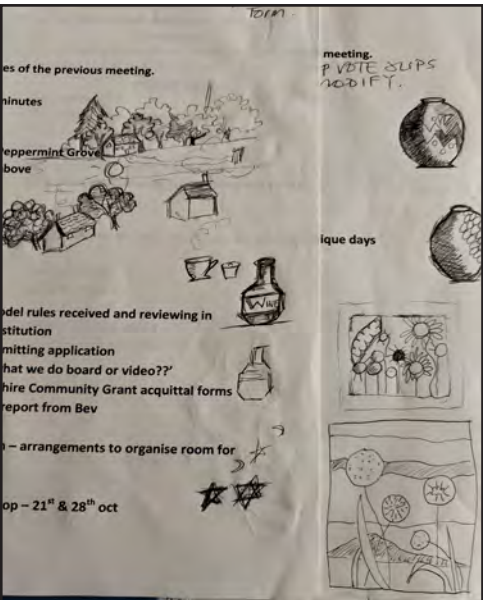 Form.
es of the previous meeting.
minutes
Peppermint Grove
bove
WINE
odel rules received and reviewing in
stitution
mitting application
hat we do board or video??'
hire Community Grant acquittal forms
report from Bev
– arrangements to organise room for
op – 21st & 28th oct
meeting.
P VOTE SLIPS
MODIFY.
ique days